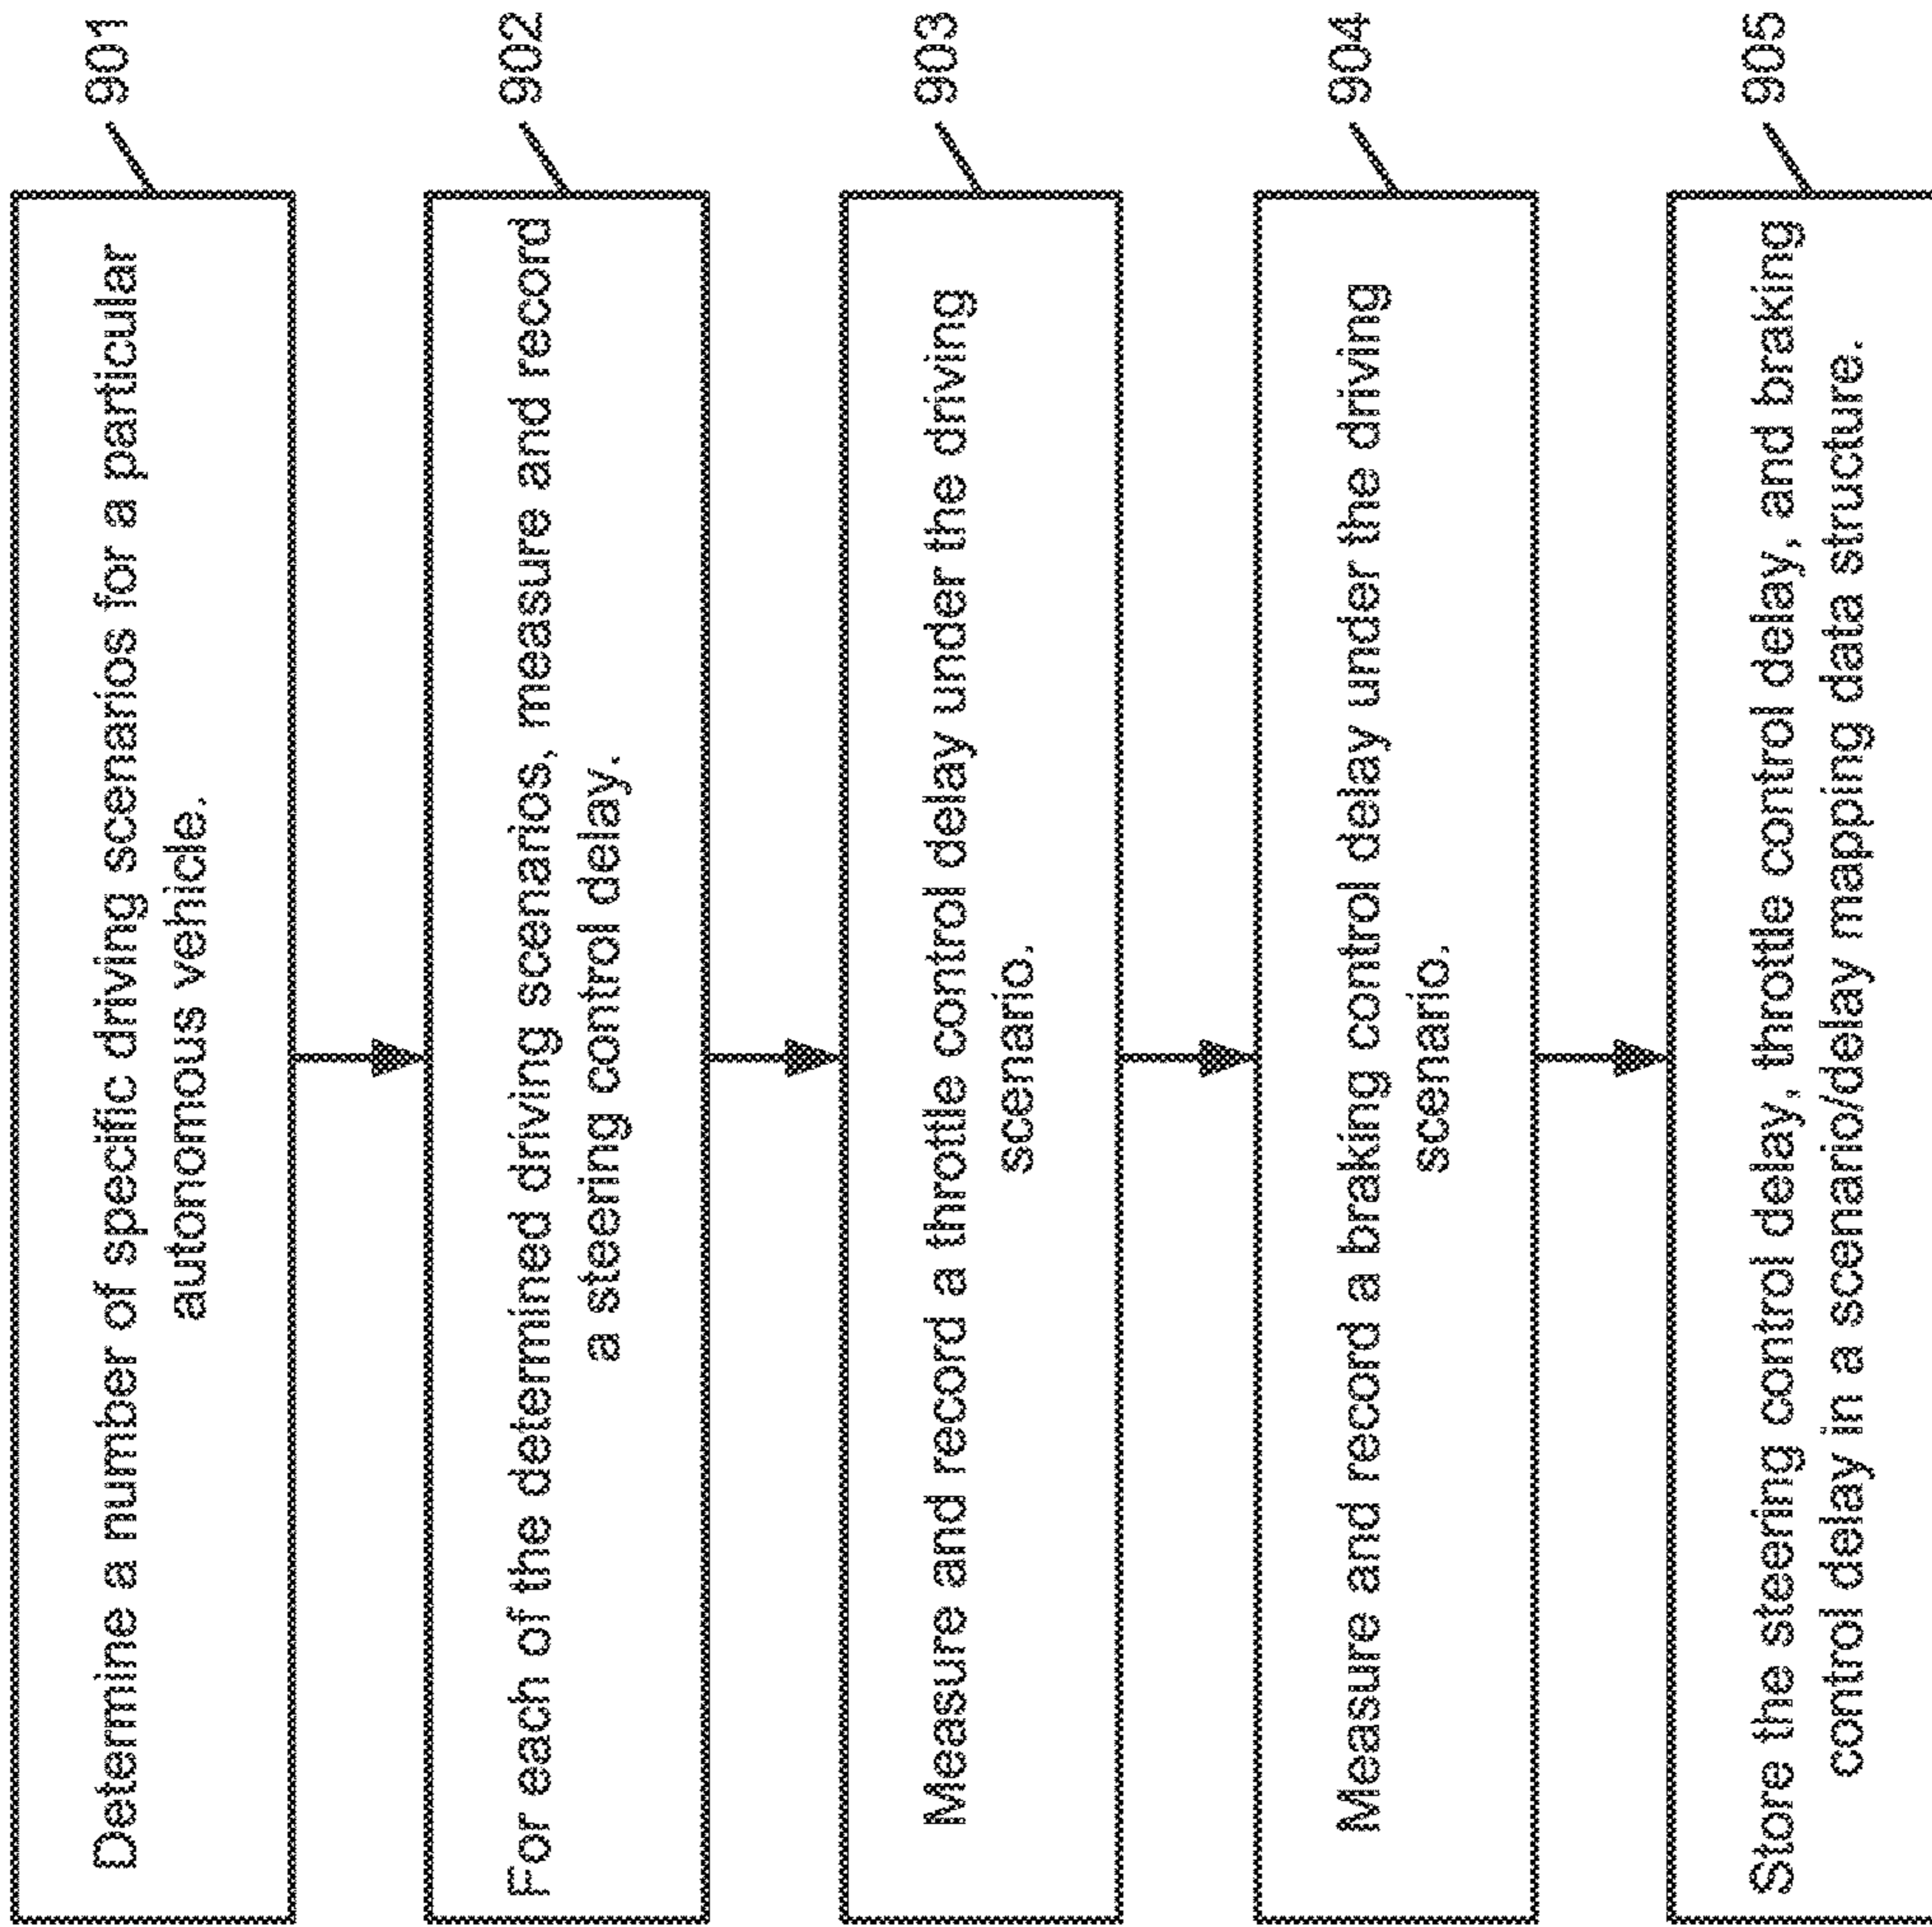 Determine a number of specific driving scenarios for a particular
autonomous vehicle.
901
For each of the determined driving scenarios, measure and record
a steering control delay.
902
Measure and record a throttle control delay under the driving
scenario.
903
Measure and record a braking control delay under the driving
scenario.
904
Store the steering control delay, throttle control delay, and braking
control delay in a scenario/delay mapping data structure.
905